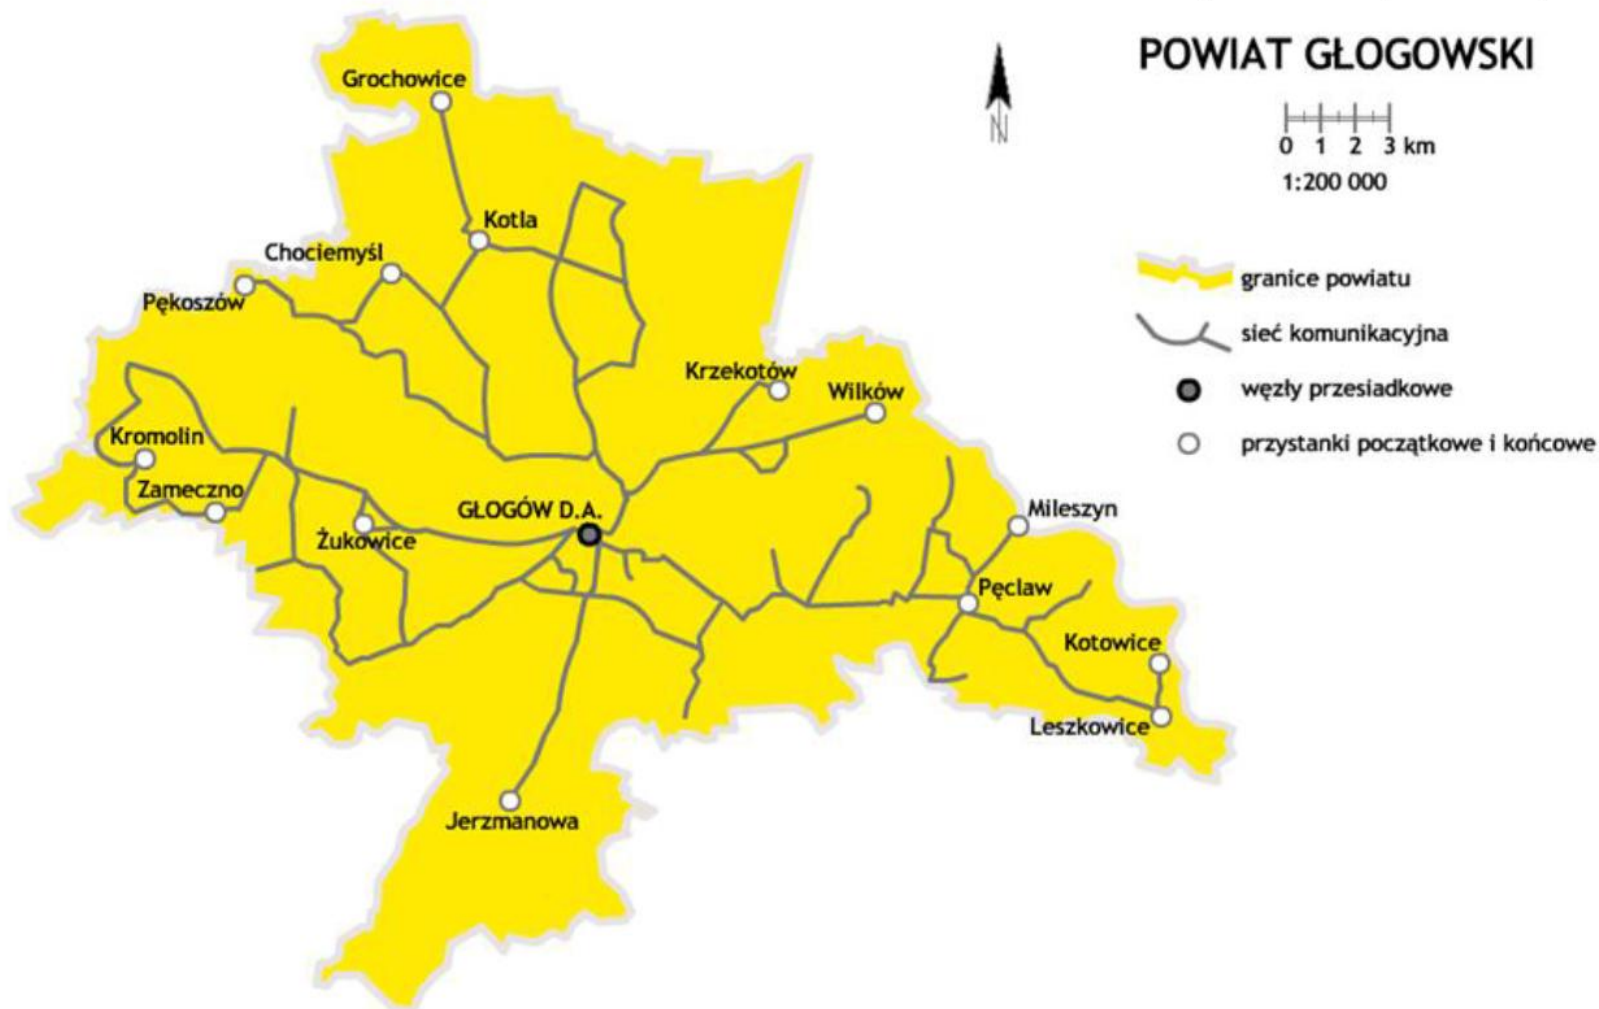 POWIAT GŁOGOWSKI
0 1 2 3 km
1:200 000
granice powiatu
sieć komunikacyjna
węzły przesiadkowe
przystanki początkowe i końcowe
N
Grochowice
Kotla
Chociemyśl
Pękoszów
Krzekotów
Wilków
Kromolin
Zameczno
GŁOGÓW D.A.
Żukowice
Mileszyn
Pęclaw
Kotowice
Leszkowice
Jerzmanowa